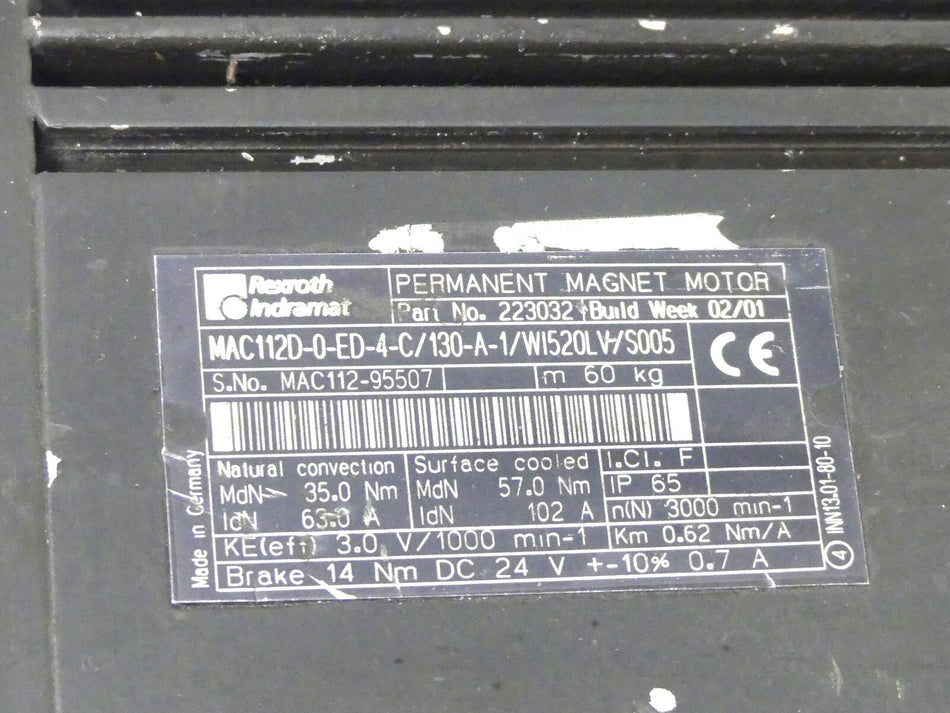 Rexroth
Indramat
PERMANENT MAGNET MOTOR
Part No. 223032 Build Week 02/01
MAC112D-0-ED-4-C/130-A-1/WI520LV/S005
CE
S.No. MAC112-95507 m 60 kg
Natural convection
MdN 35.0 Nm
IdN 63.0 A
Surface cooled
MdN 57.0 Nm
IdN 102 A
I.Cl. F
IP 65
n(N) 3000 min-1
KE(eff) 3.0 V/1000 min-1 Km 0.62 Nm/A
Brake 14 Nm DC 24 V +-10% 0.7 A
Made in Germany
4 INN13.01-80-10